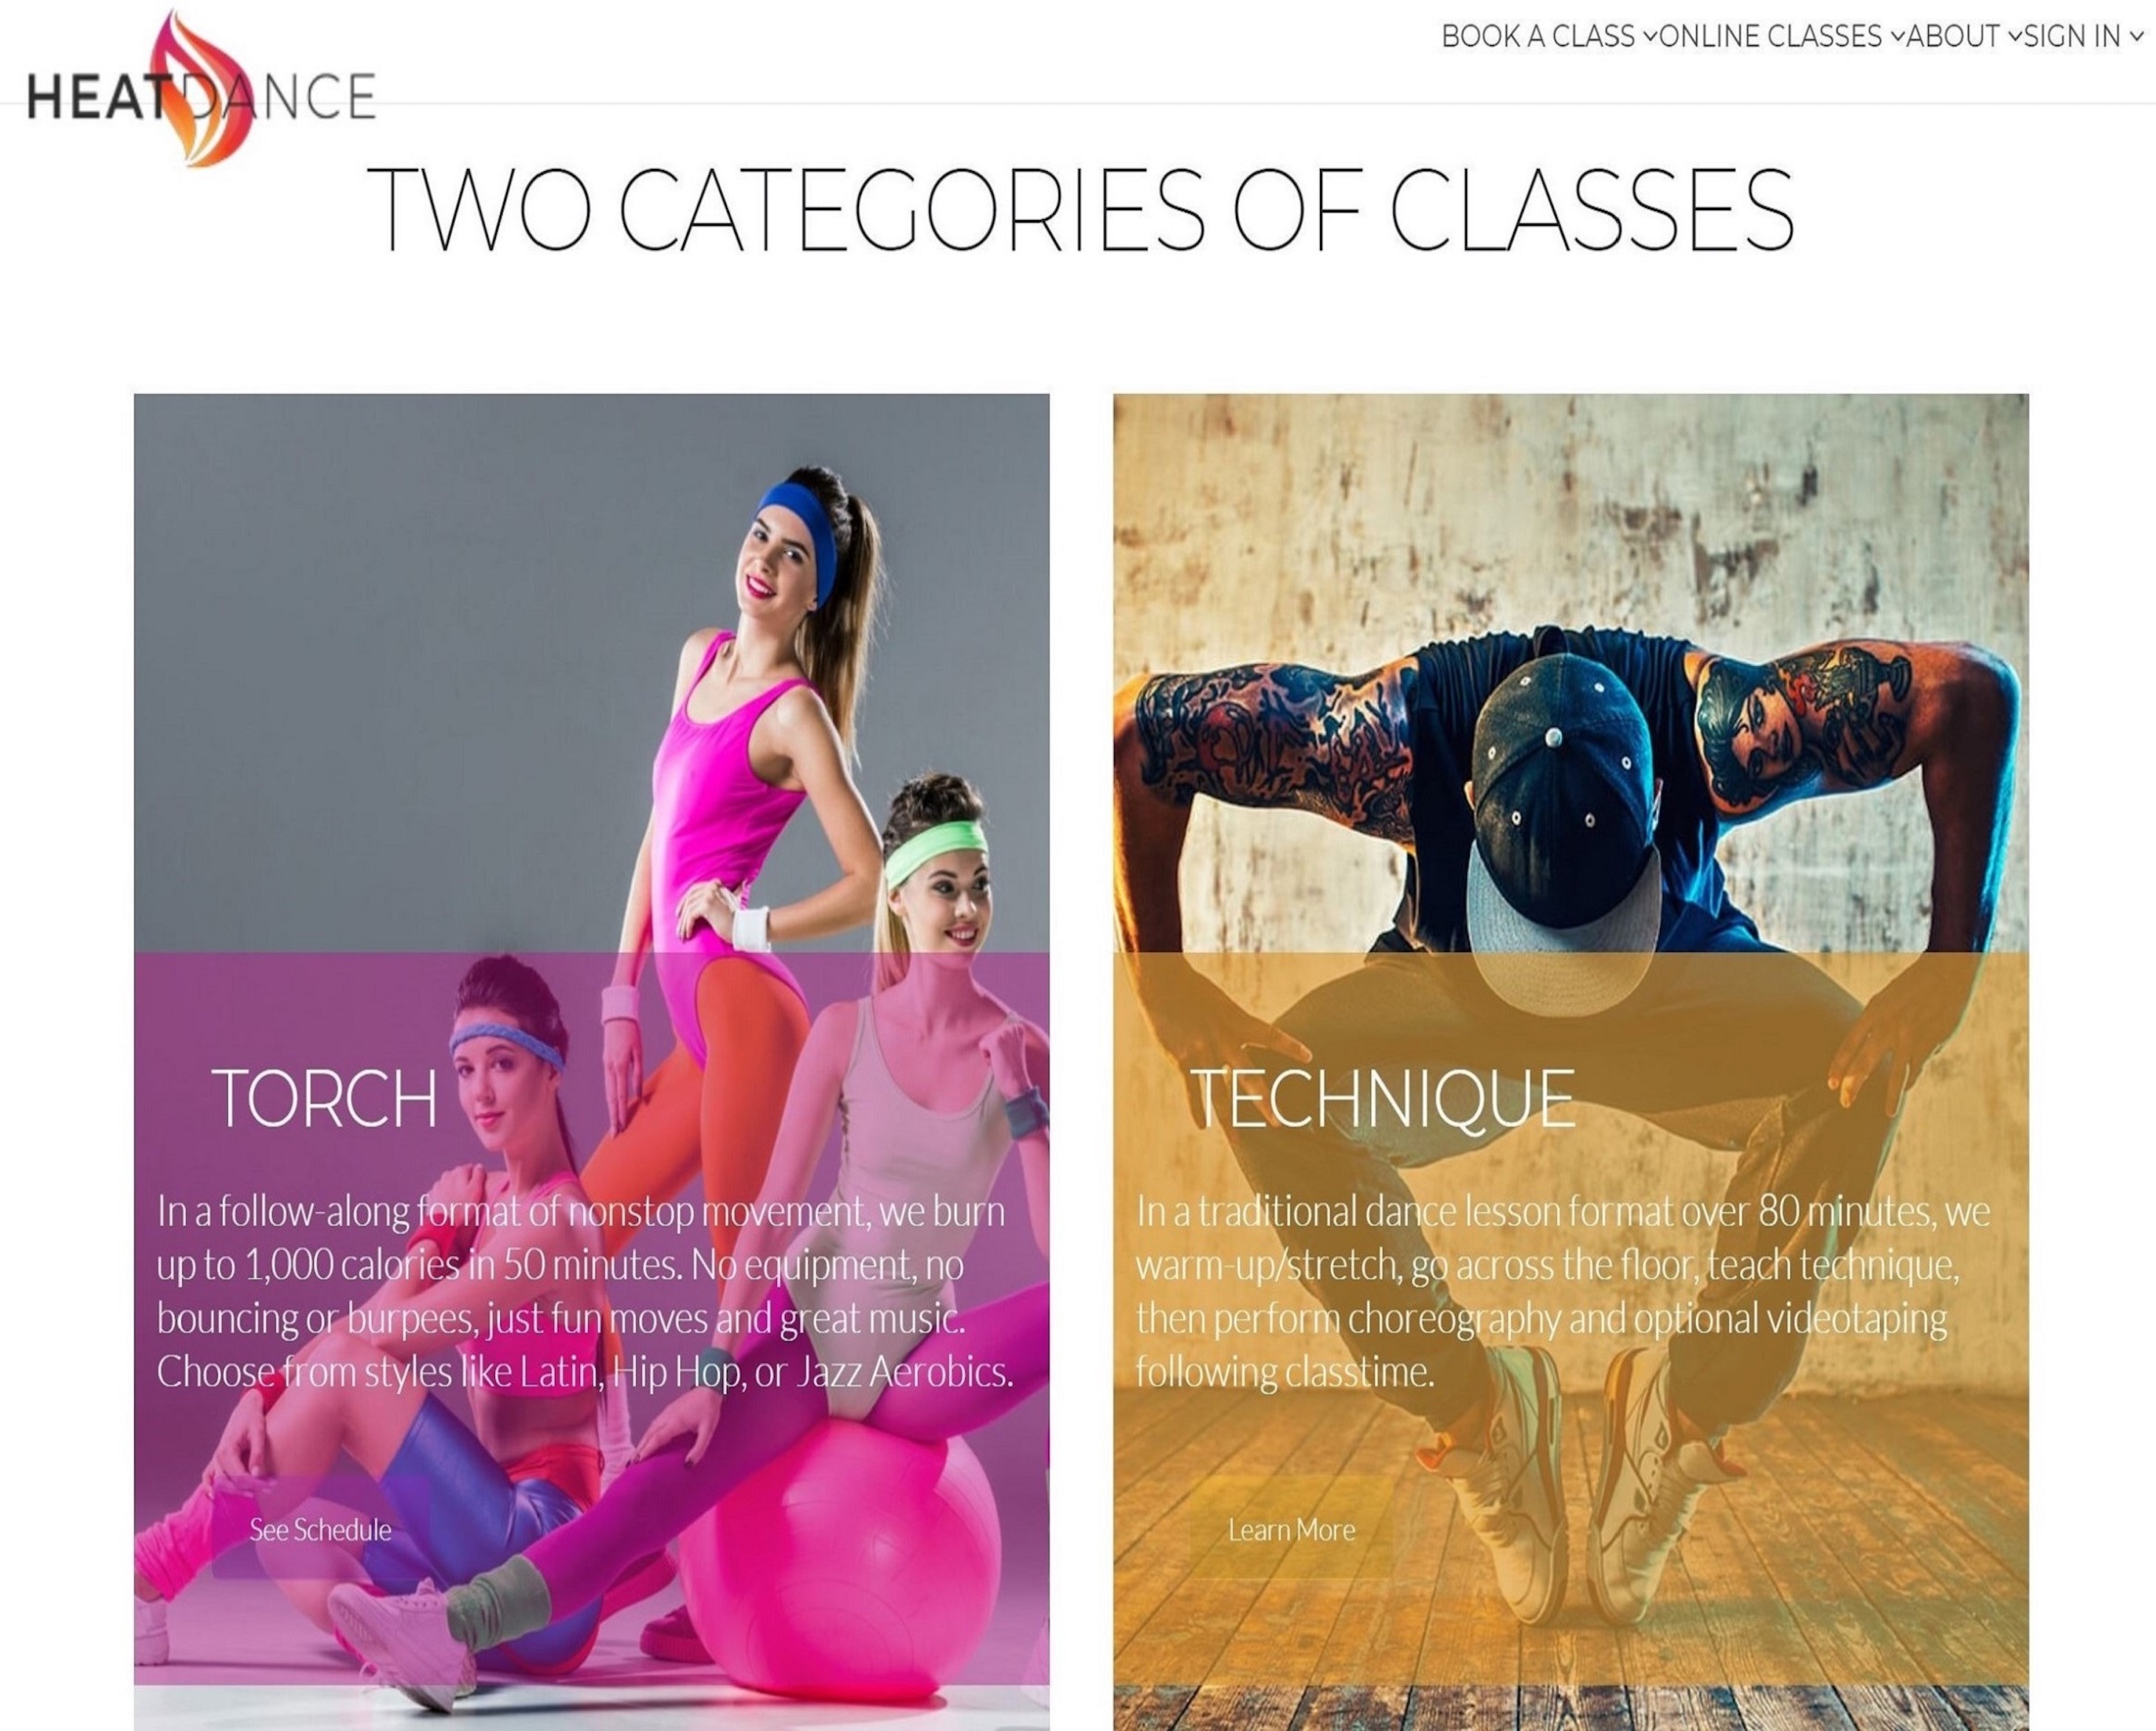 HEATDANCE
BOOK A CLASS ONLINE CLASSES ABOUT SIGN IN
TWO CATEGORIES OF CLASSES
TORCH
In a follow-along format of nonstop movement, we burn
up to 1,000 calories in 50 minutes. No equipment, no
bouncing or burpees, just fun moves and great music.
Choose from styles like Latin, Hip Hop, or Jazz Aerobics.
See Schedule
TECHNIQUE
In a traditional dance lesson format over 80 minutes, we
warm-up/stretch, go across the floor, teach technique,
then perform choreography and optional videotaping
following classtime.
Learn More